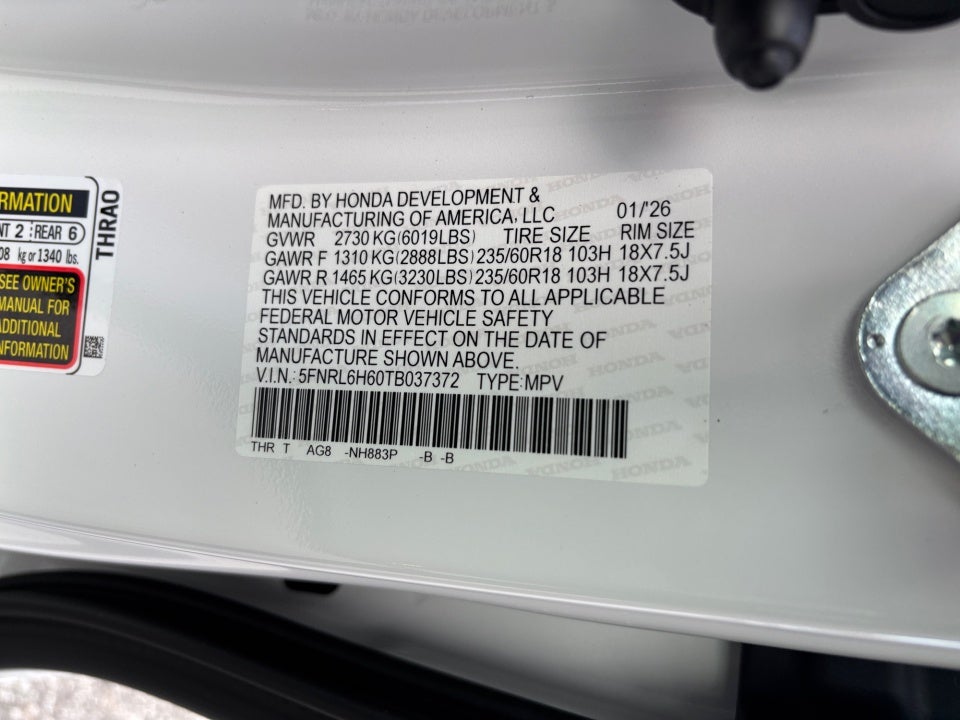 MFD. BY HONDA DEVELOPMENT &
MANUFACTURING OF AMERICA, LLC 01/'26
GVWR 2730 KG (6019LBS) TIRE SIZE RIM SIZE
GAWR F 1310 KG (2888LBS) 235/60R18 103H 18X7.5J
GAWR R 1465 KG (3230LBS) 235/60R18 103H 18X7.5J
THIS VEHICLE CONFORMS TO ALL APPLICABLE
FEDERAL MOTOR VEHICLE SAFETY
STANDARDS IN EFFECT ON THE DATE OF
MANUFACTURE SHOWN ABOVE.
V.I.N.: 5FNRL6H60TB037372 TYPE: MPV
THR T AG8 -NH883P -B -B
RMATION
NT 2 : REAR 6
08 kg or 1340 lbs.
SEE OWNER'S
MANUAL FOR
ADDITIONAL
INFORMATION
THRA0